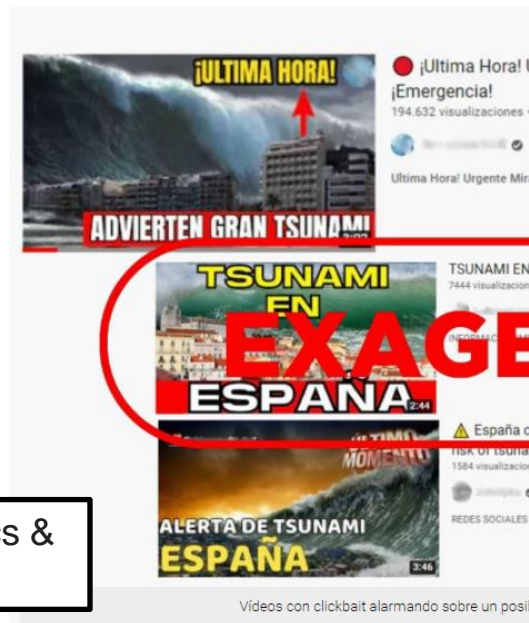 ¡ULTIMA HORA!
ADVIERTEN GRAN TSUNAMI
🔴 ¡Ultima Hora! U
¡Emergencia!
194.632 visualizaciones
Ultima Hora! Urgente Mir
TSUNAMI
EN
ESPAÑA
2:44
TSUNAMI EN
7444 visualizacion
EXAGE
ULTIMO
MOMENTO
ALERTA DE TSUNAMI
ESPAÑA
3:46
⚠ España c
risk of tsuna
1584 visualizacion
REDES SOCIALES
s &
Vídeos con clickbait alarmando sobre un posi